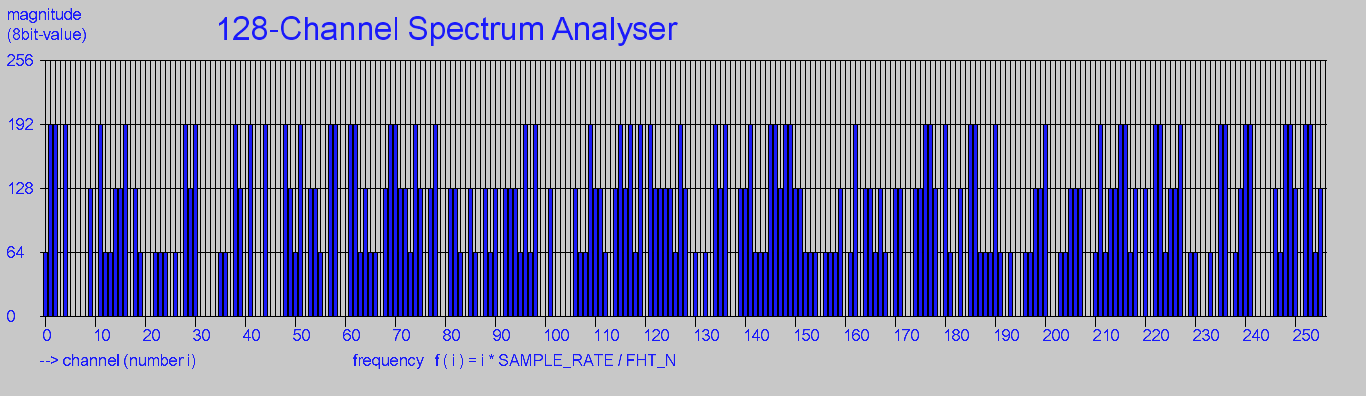 magnitude
(8bit-value)
128-Channel Spectrum Analyser
256
192
128
64
0
0 10 20 30 40 50 60 70 80 90 100 110 120 130 140 150 160 170 180 190 200 210 220 230 240 250
--> channel (number i) frequency f ( i ) = i * SAMPLE_RATE / FHT_N